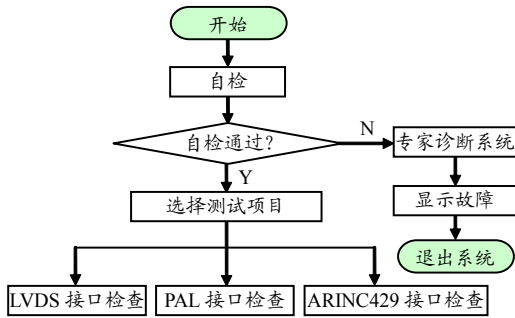 开始
自检
自检通过?
N
专家诊断系统
Y
选择测试项目
显示故障
退出系统
LVDS 接口检查
PAL 接口检查
ARINC429 接口检查